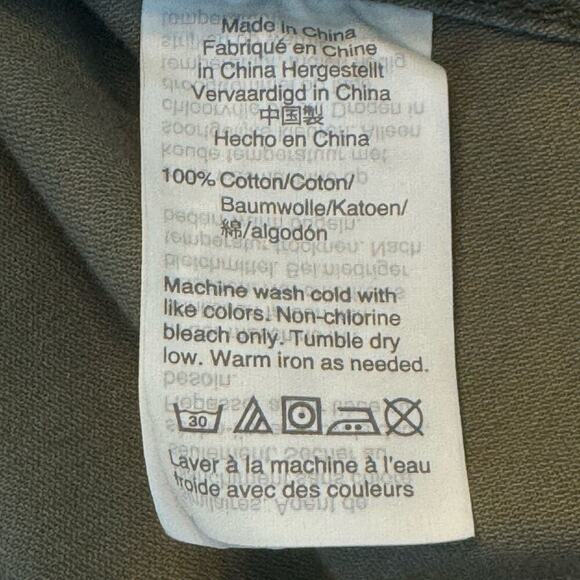 Made in China
Fabriqué en Chine
in China Hergestellt
Vervaardigd in China
中国製
Hecho en China
100% Cotton/Coton/
Baumwolle/Katoen/
綿/algodón
Machine wash cold with
like colors. Non-chlorine
bleach only. Tumble dry
low. Warm iron as needed.
30
Laver à la machine à l'eau
froide avec des couleurs